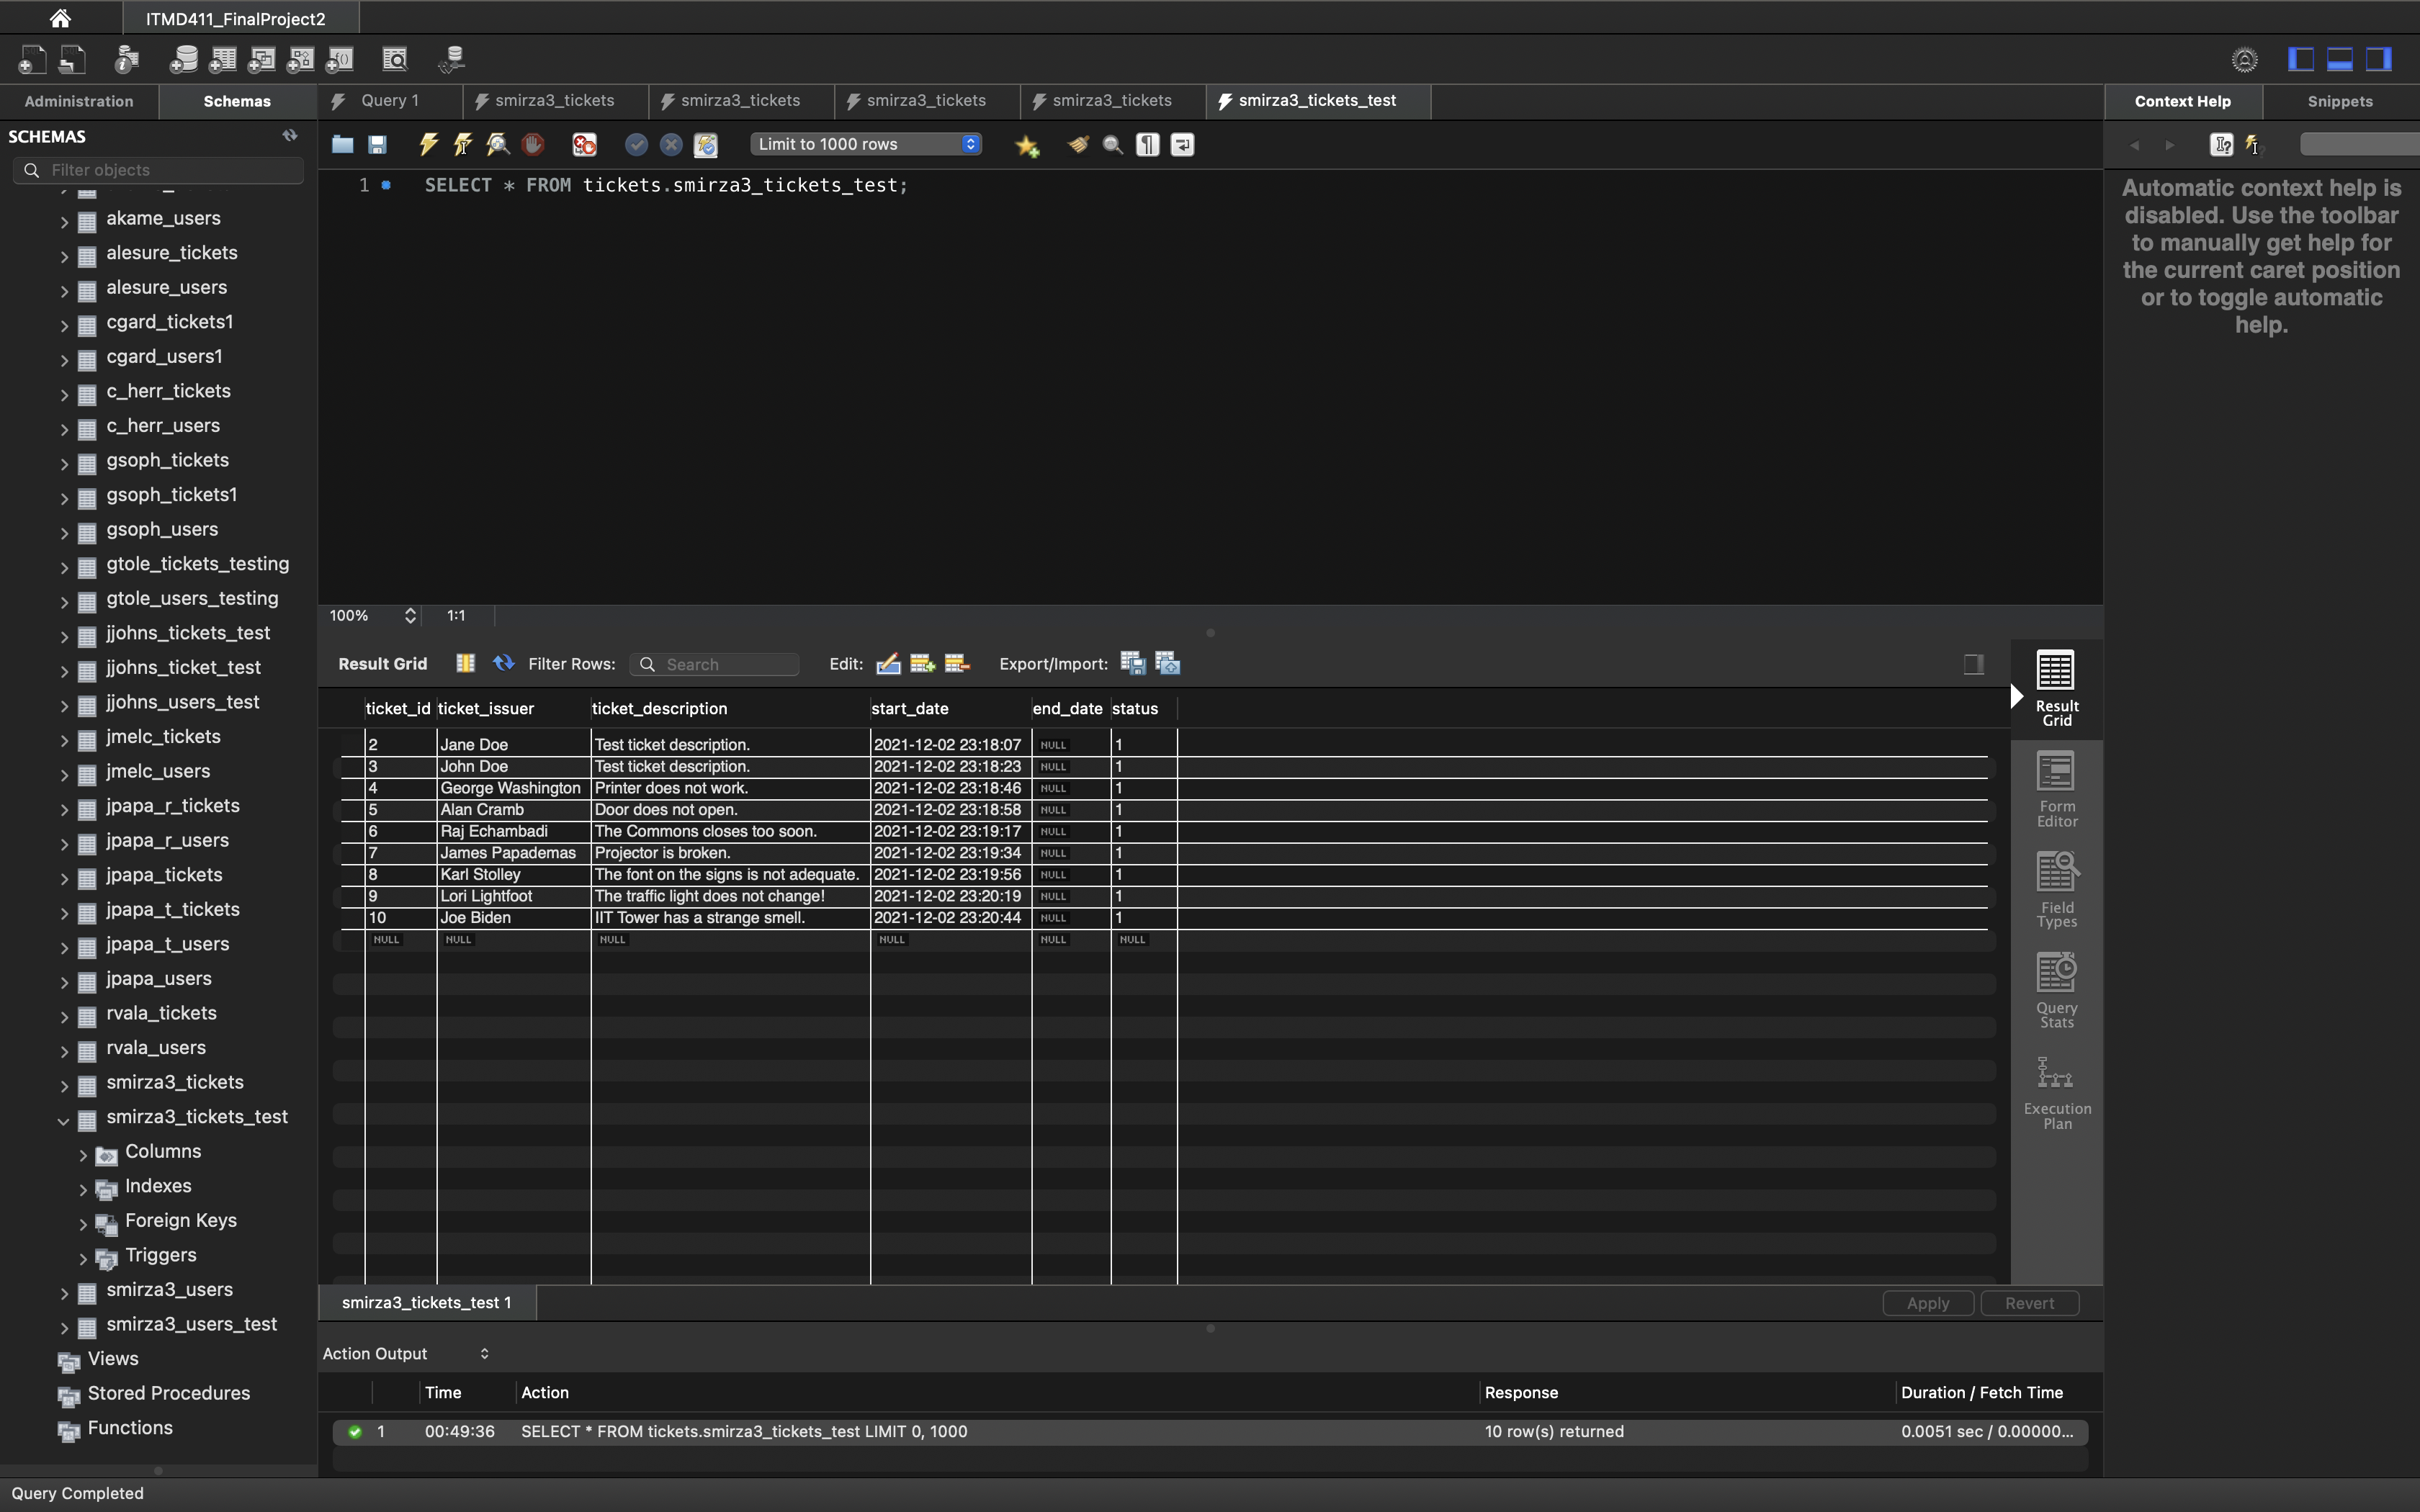 ITMD411_FinalProject2
Administration Schemas Query 1 smirza3_tickets smirza3_tickets smirza3_tickets smirza3_tickets smirza3_tickets_test Context Help Snippets
SCHEMAS
Filter objects
Limit to 1000 rows
1 SELECT * FROM tickets.smirza3_tickets_test;
Automatic context help is
disabled. Use the toolbar
to manually get help for
the current caret position
or to toggle automatic
help.
akame_users
alesure_tickets
alesure_users
cgard_tickets1
cgard_users1
c_herr_tickets
c_herr_users
gsoph_tickets
gsoph_tickets1
gsoph_users
gtole_tickets_testing
gtole_users_testing
jjohns_tickets_test
jjohns_ticket_test
jjohns_users_test
jmelc_tickets
jmelc_users
jpapa_r_tickets
jpapa_r_users
jpapa_tickets
jpapa_t_tickets
jpapa_t_users
jpapa_users
rvala_tickets
rvala_users
smirza3_tickets
smirza3_tickets_test
Columns
Indexes
Foreign Keys
Triggers
smirza3_users
smirza3_users_test
Views
Stored Procedures
Functions
100% 1:1
Result Grid Filter Rows: Search Edit: Export/Import:
ticket_id ticket_issuer ticket_description start_date end_date status
2 Jane Doe Test ticket description. 2021-12-02 23:18:07 NULL 1
3 John Doe Test ticket description. 2021-12-02 23:18:23 NULL 1
4 George Washington Printer does not work. 2021-12-02 23:18:46 NULL 1
5 Alan Cramb Door does not open. 2021-12-02 23:18:58 NULL 1
6 Raj Echambadi The Commons closes too soon. 2021-12-02 23:19:17 NULL 1
7 James Papademas Projector is broken. 2021-12-02 23:19:34 NULL 1
8 Karl Stolley The font on the signs is not adequate. 2021-12-02 23:19:56 NULL 1
9 Lori Lightfoot The traffic light does not change! 2021-12-02 23:20:19 NULL 1
10 Joe Biden IIT Tower has a strange smell. 2021-12-02 23:20:44 NULL 1
NULL NULL NULL NULL NULL NULL
Result
Grid
Form
Editor
Field
Types
Query
Stats
Execution
Plan
smirza3_tickets_test 1 Apply Revert
Action Output
Time Action Response Duration / Fetch Time
1 00:49:36 SELECT * FROM tickets.smirza3_tickets_test LIMIT 0, 1000 10 row(s) returned 0.0051 sec / 0.00000...
Query Completed